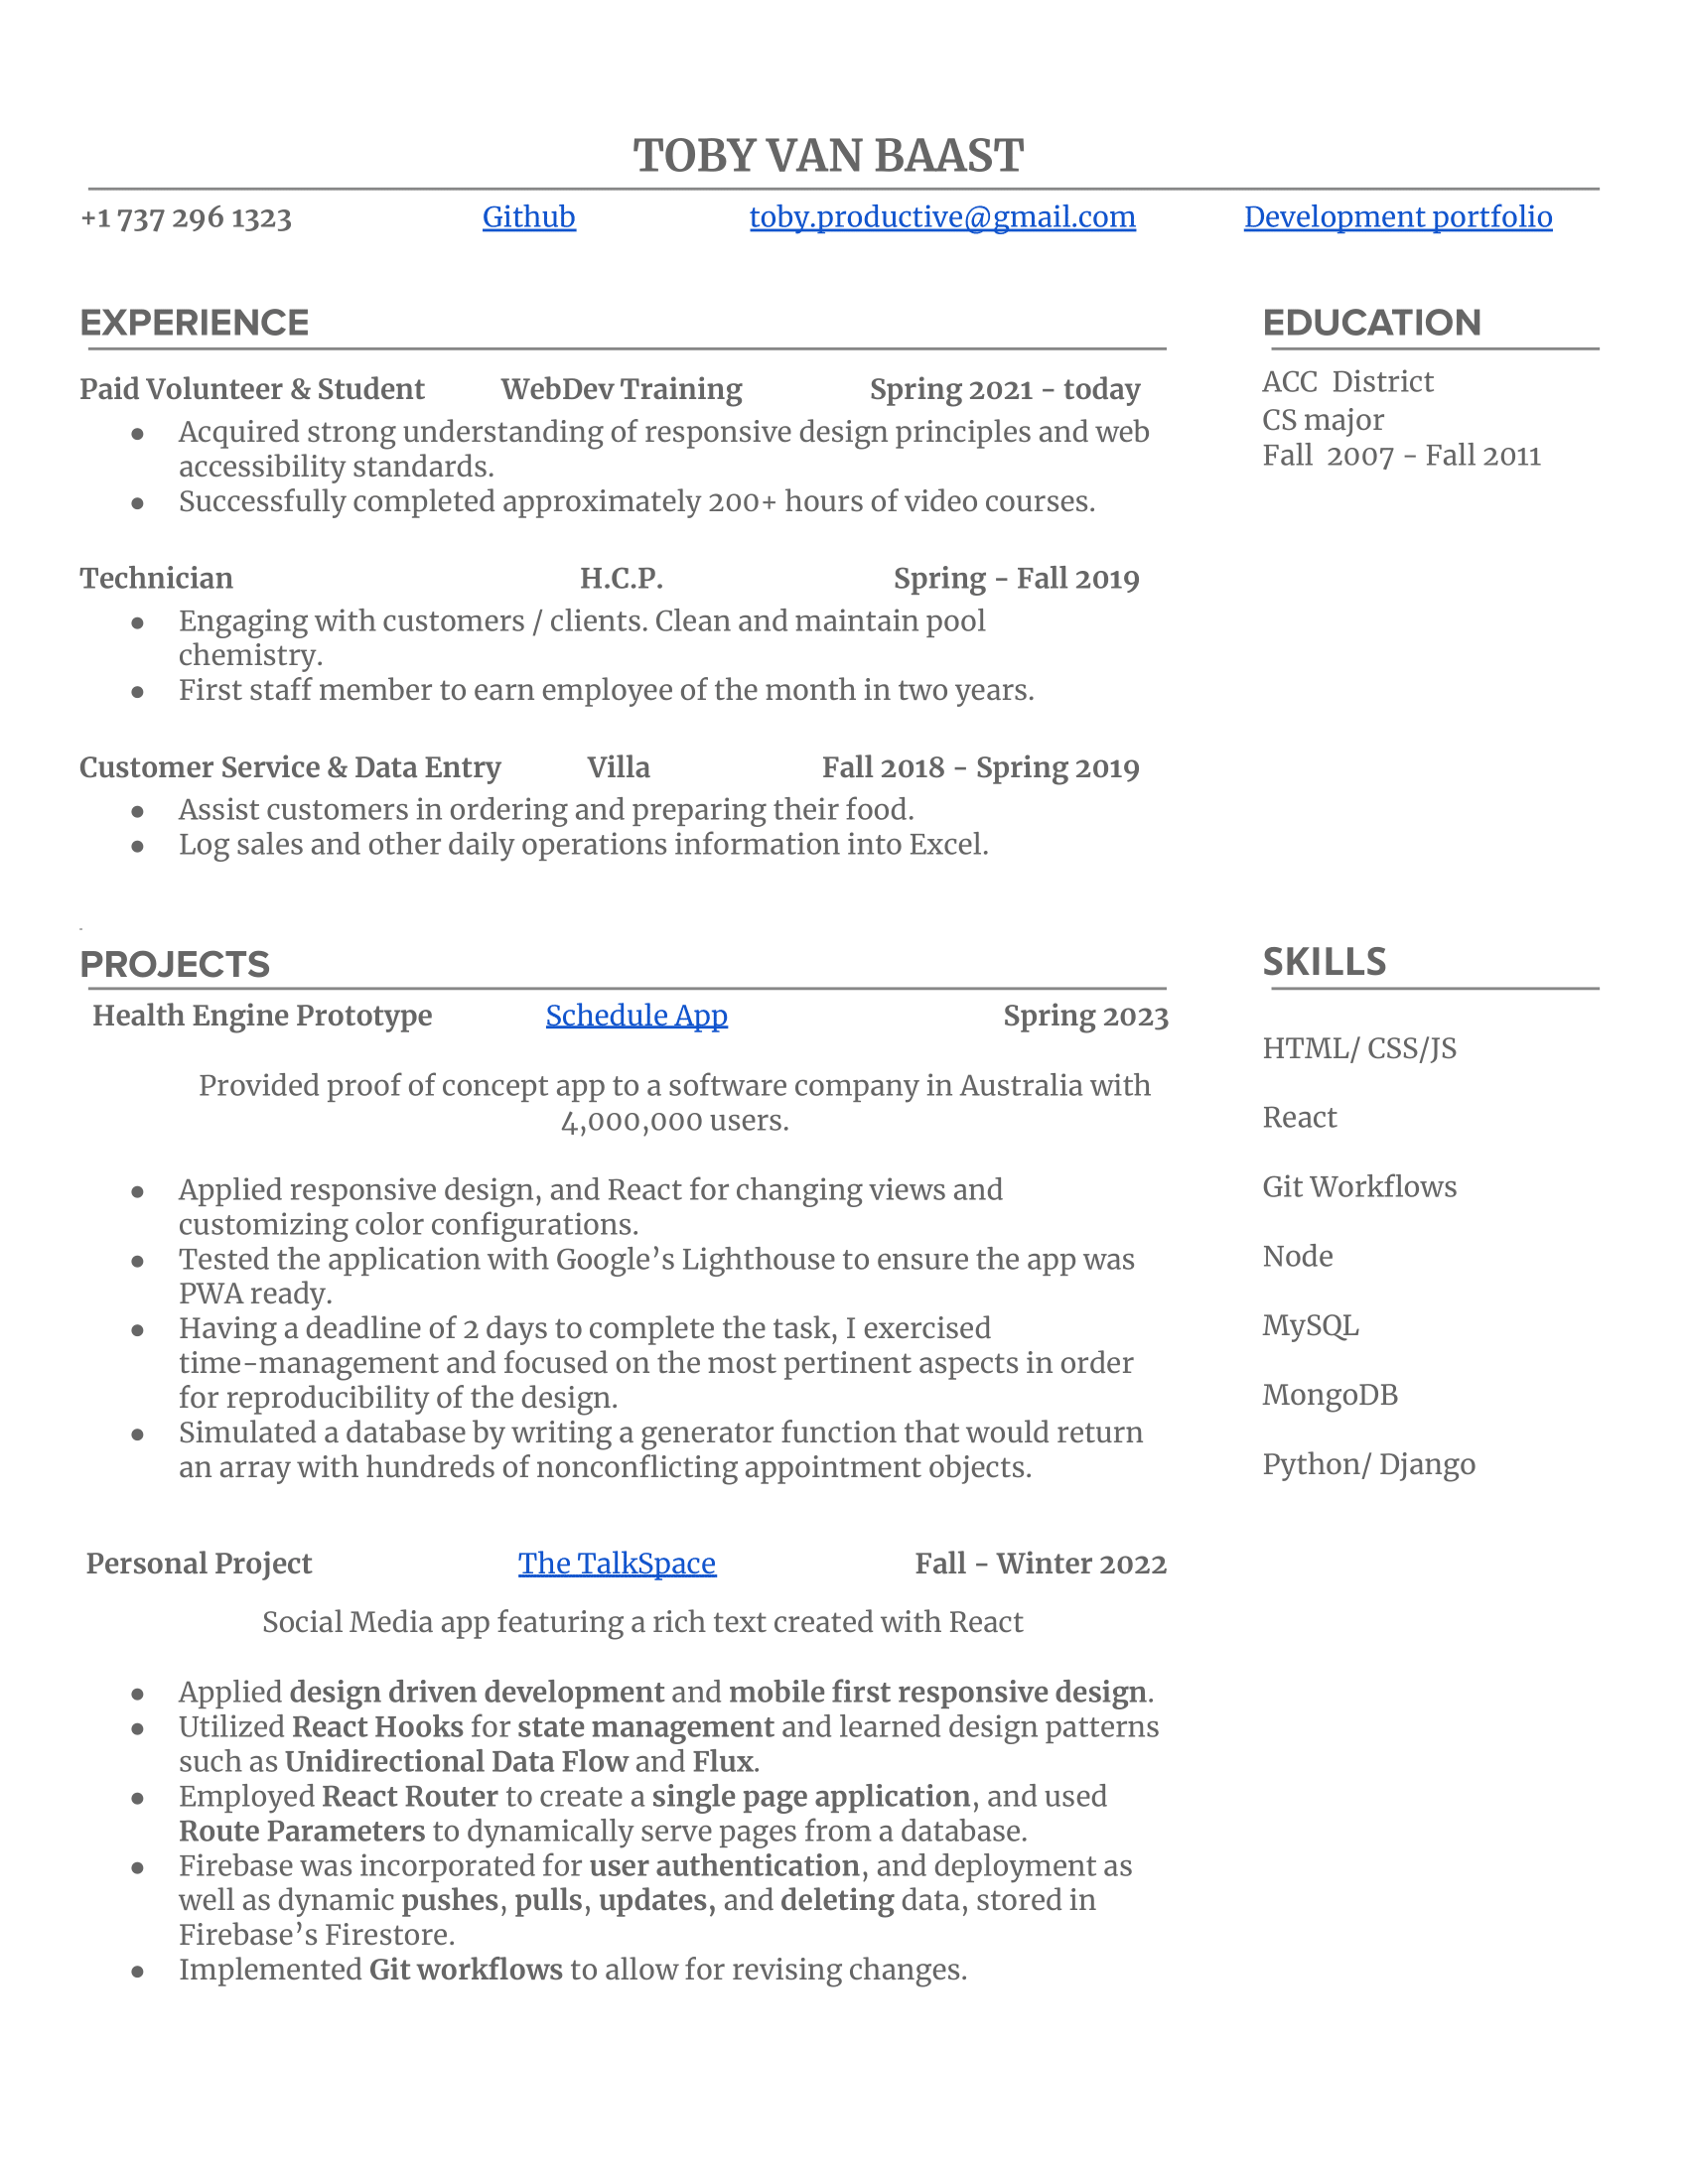 TOBY VAN BAAST
+1 737 296 1323 Github toby.productive@gmail.com Development portfolio
EXPERIENCE
Paid Volunteer & Student WebDev Training Spring 2021 - today
● Acquired strong understanding of responsive design principles and web
accessibility standards.
● Successfully completed approximately 200+ hours of video courses.
Technician H.C.P. Spring - Fall 2019
● Engaging with customers / clients. Clean and maintain pool
chemistry.
● First staff member to earn employee of the month in two years.
Customer Service & Data Entry Villa Fall 2018 - Spring 2019
● Assist customers in ordering and preparing their food.
● Log sales and other daily operations information into Excel.
EDUCATION
ACC District
CS major
Fall 2007 - Fall 2011
PROJECTS
Health Engine Prototype Schedule App Spring 2023
Provided proof of concept app to a software company in Australia with
4,000,000 users.
● Applied responsive design, and React for changing views and
customizing color configurations.
● Tested the application with Google’s Lighthouse to ensure the app was
PWA ready.
● Having a deadline of 2 days to complete the task, I exercised
time-management and focused on the most pertinent aspects in order
for reproducibility of the design.
● Simulated a database by writing a generator function that would return
an array with hundreds of nonconflicting appointment objects.
Personal Project The TalkSpace Fall - Winter 2022
Social Media app featuring a rich text created with React
● Applied design driven development and mobile first responsive design.
● Utilized React Hooks for state management and learned design patterns
such as Unidirectional Data Flow and Flux.
● Employed React Router to create a single page application, and used
Route Parameters to dynamically serve pages from a database.
● Firebase was incorporated for user authentication, and deployment as
well as dynamic pushes, pulls, updates, and deleting data, stored in
Firebase’s Firestore.
● Implemented Git workflows to allow for revising changes.
SKILLS
HTML/ CSS/JS
React
Git Workflows
Node
MySQL
MongoDB
Python/ Django